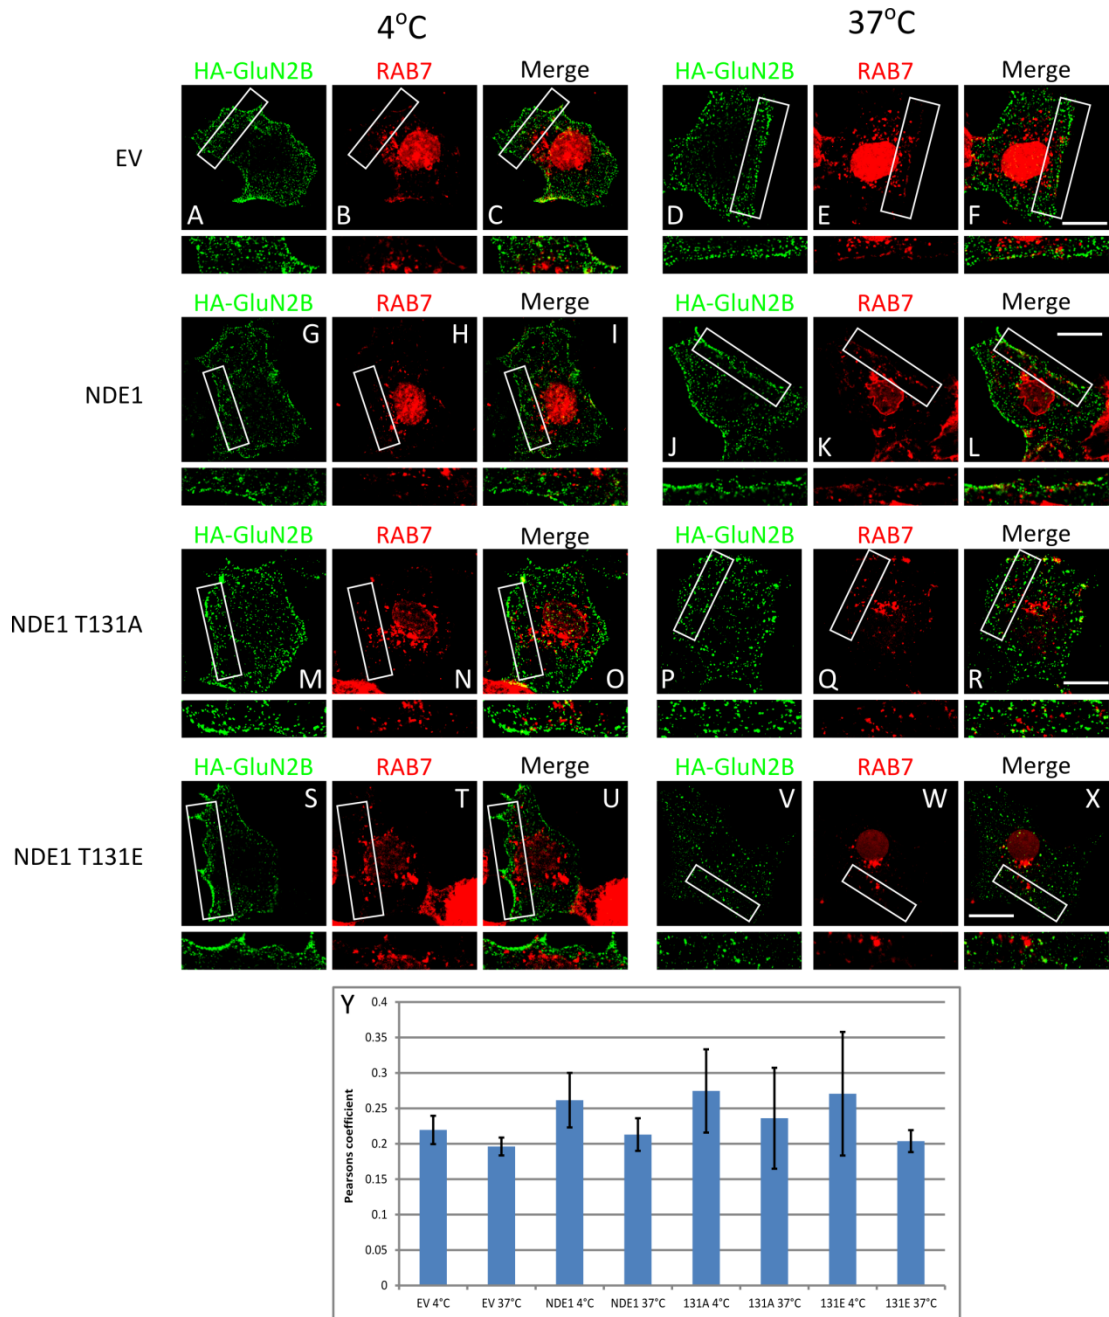 4°C 37°C
HA-GluN2B RAB7 Merge HA-GluN2B RAB7 Merge
EV
A B C D E F
HA-GluN2B RAB7 Merge HA-GluN2B RAB7 Merge
G H I
NDE1
J K L
HA-GluN2B RAB7 Merge HA-GluN2B RAB7 Merge
NDE1 T131A
M N O P Q R
HA-GluN2B RAB7 Merge HA-GluN2B RAB7 Merge
S T U V W X
NDE1 T131E
Y
0.4
0.35
0.3
0.25
0.2
0.15
0.1
0.05
0
Pearsons coefficient
EV 4°C EV 37°C NDE1 4°C NDE1 37°C 131A 4°C 131A 37°C 131E 4°C 131E 37°C